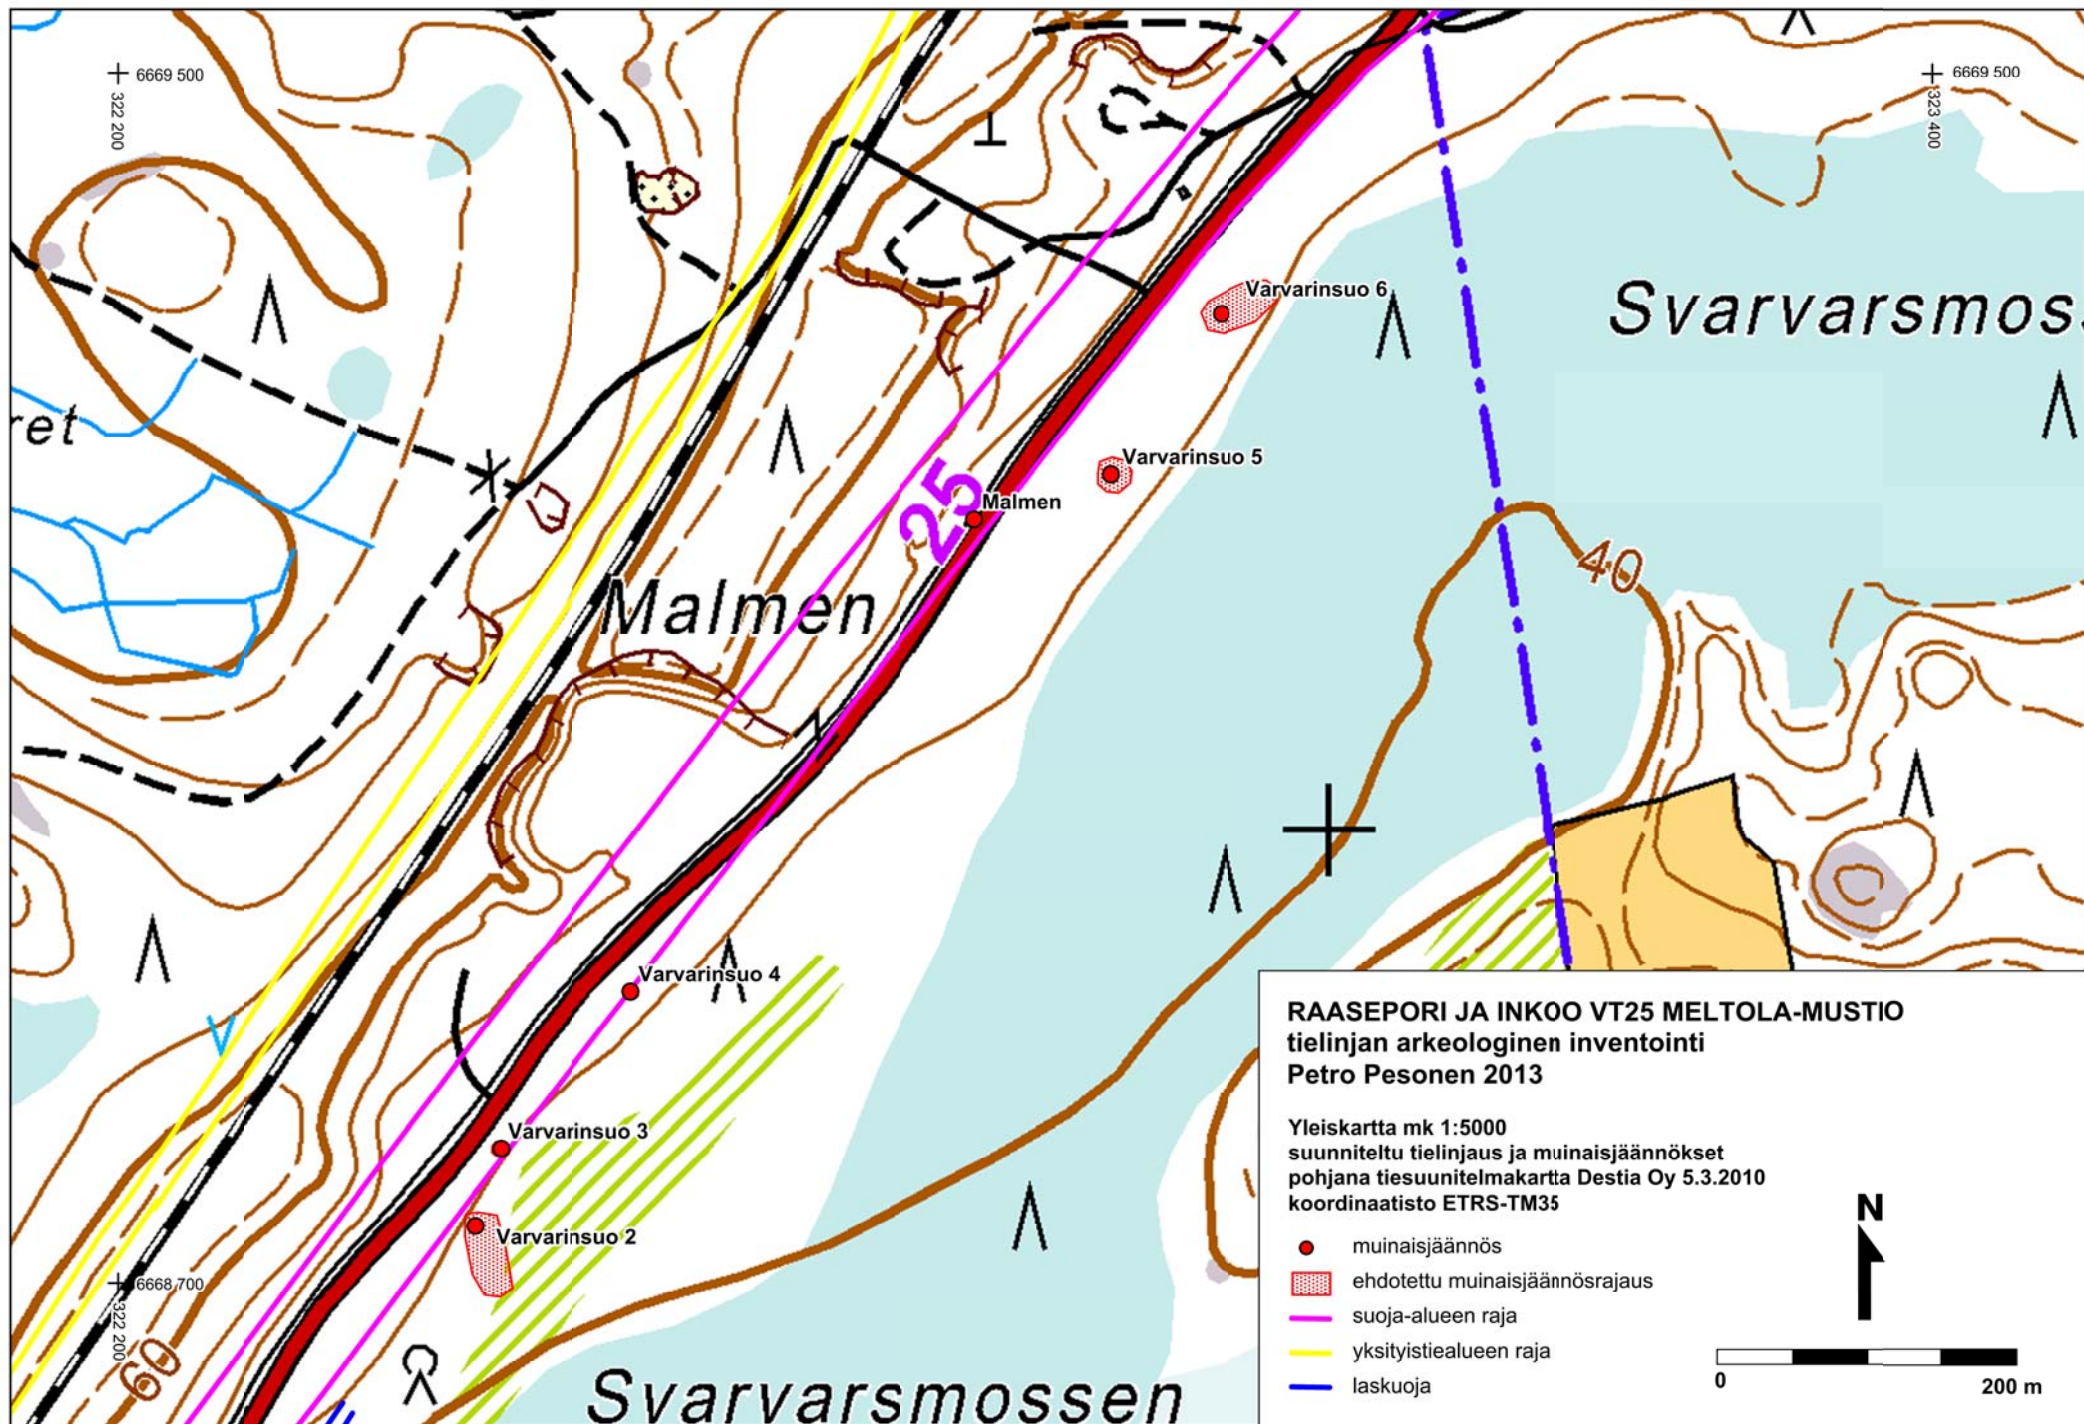 6669 500
322 200
6669 500
323 400
Varvarinsuo 6
Svarvarsmos
ret
Varvarinsuo 5
25
Malmen
40
Malmen
Varvarinsuo 4
Varvarinsuo 3
Varvarinsuo 2
6668 700
322 200
60
Svarvarsmossen
RAASEPORI JA INKOO VT25 MELTOLA-MUSTIO
tielinjan arkeologinen inventointi
Petro Pesonen 2013
Yleiskartta mk 1:5000
suunniteltu tielinjaus ja muinaisjäännökset
pohjana tiesuunitelmakartta Destia Oy 5.3.2010
koordinaatisto ETRS-TM35
muinaisjäännös
ehdotettu muinaisjäännösrajaus
suoja-alueen raja
yksityistiealueen raja
laskuoja
N
0 200 m